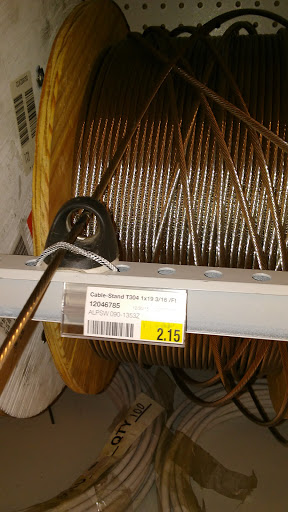 Cable-Stand T304 1x19 3/16 /Ft
12046785
ALPSW 090-13532
2.15
QTY 100